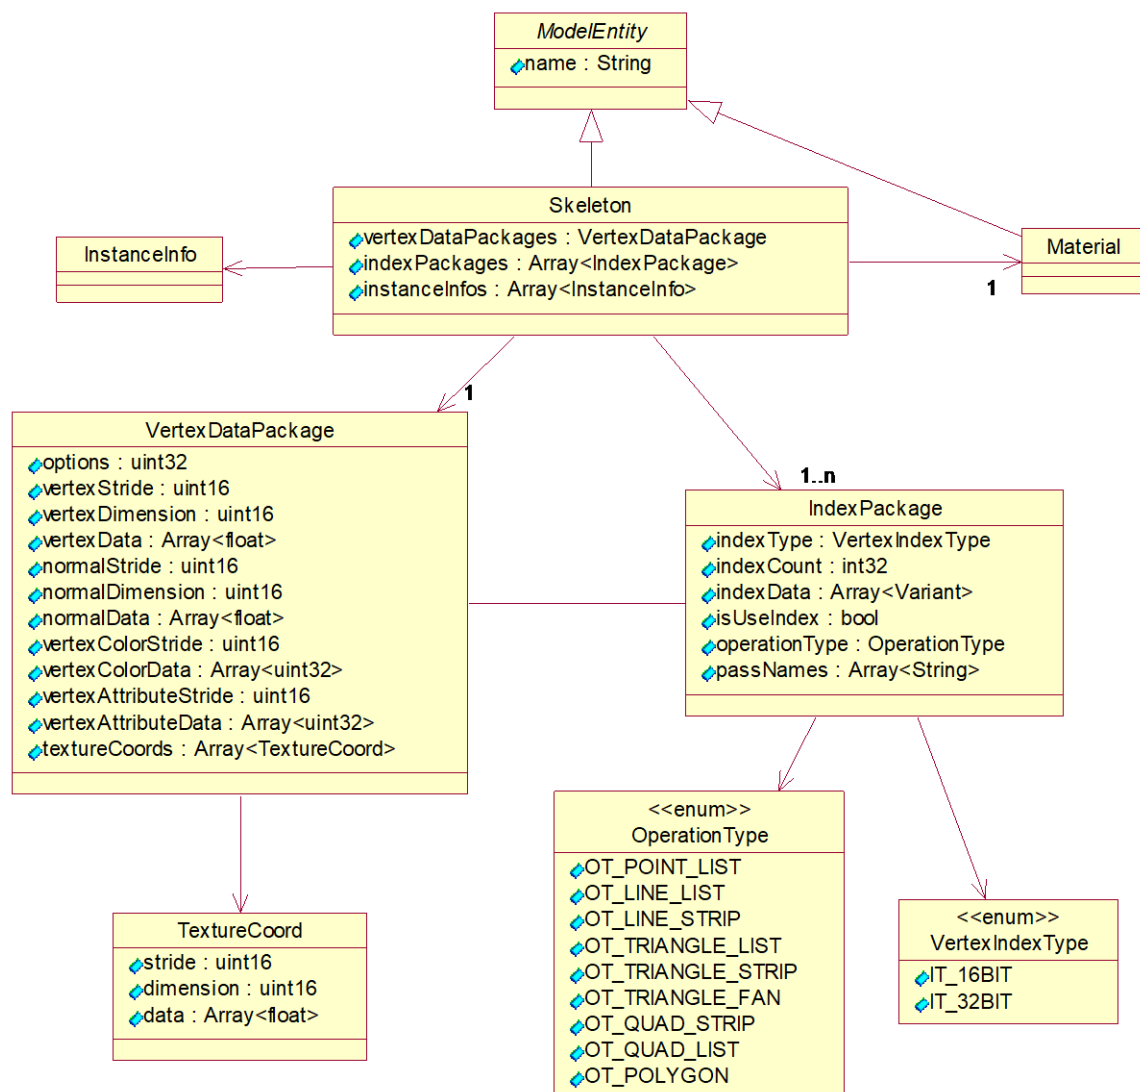 ModelEntity
name : String
Skeleton
vertexDataPackages : VertexDataPackage
indexPackages : Array<IndexPackage>
instanceInfos : Array<InstanceInfo>
InstanceInfo
Material
1
1
VertexDataPackage
options : uint32
vertexStride : uint16
vertexDimension : uint16
vertexData : Array<float>
normalStride : uint16
normalDimension : uint16
normalData : Array<float>
vertexColorStride : uint16
vertexColorData : Array<uint32>
vertexAttributeStride : uint16
vertexAttributeData : Array<uint32>
textureCoords : Array<TextureCoord>
1..n
IndexPackage
indexType : VertexIndexType
indexCount : int32
indexData : Array<Variant>
isUseIndex : bool
operationType : OperationType
passNames : Array<String>
<<enum>>
OperationType
OT_POINT_LIST
OT_LINE_LIST
OT_LINE_STRIP
OT_TRIANGLE_LIST
OT_TRIANGLE_STRIP
OT_TRIANGLE_FAN
OT_QUAD_STRIP
OT_QUAD_LIST
OT_POLYGON
<<enum>>
VertexIndexType
IT_16BIT
IT_32BIT
TextureCoord
stride : uint16
dimension : uint16
data : Array<float>